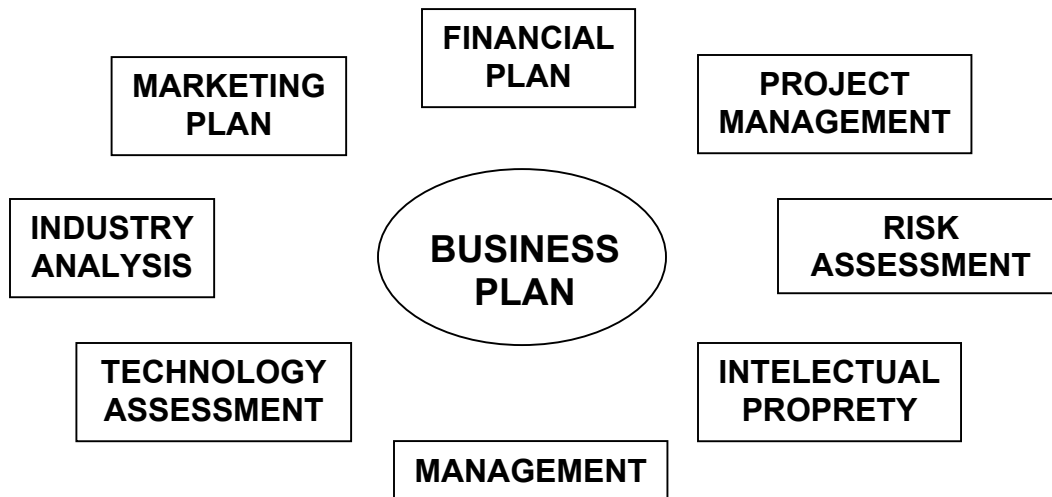 FINANCIAL
PLAN
MARKETING
PLAN
PROJECT
MANAGEMENT
INDUSTRY
ANALYSIS
BUSINESS
PLAN
RISK
ASSESSMENT
TECHNOLOGY
ASSESSMENT
INTELECTUAL
PROPRETY
MANAGEMENT